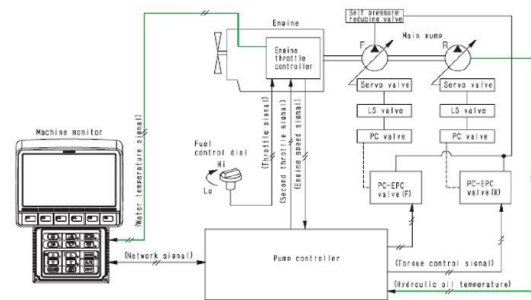 Self pressure
reducing valve
Engine
Main pump
F
R
Engine
throttle
controller
Servo valve
Servo valve
LS valve
LS valve
PC valve
PC valve
Machine monitor
(Water temperature signal)
Fuel
control dial
Hi
Lo
(Throttle signal)
(Second throttle signal)
(Engine speed signal)
PC-EPC
valve (F)
PC-EPC
valve (R)
Pump controller
(Network signal)
(Torque control signal)
(Hydraulic oil temperature)